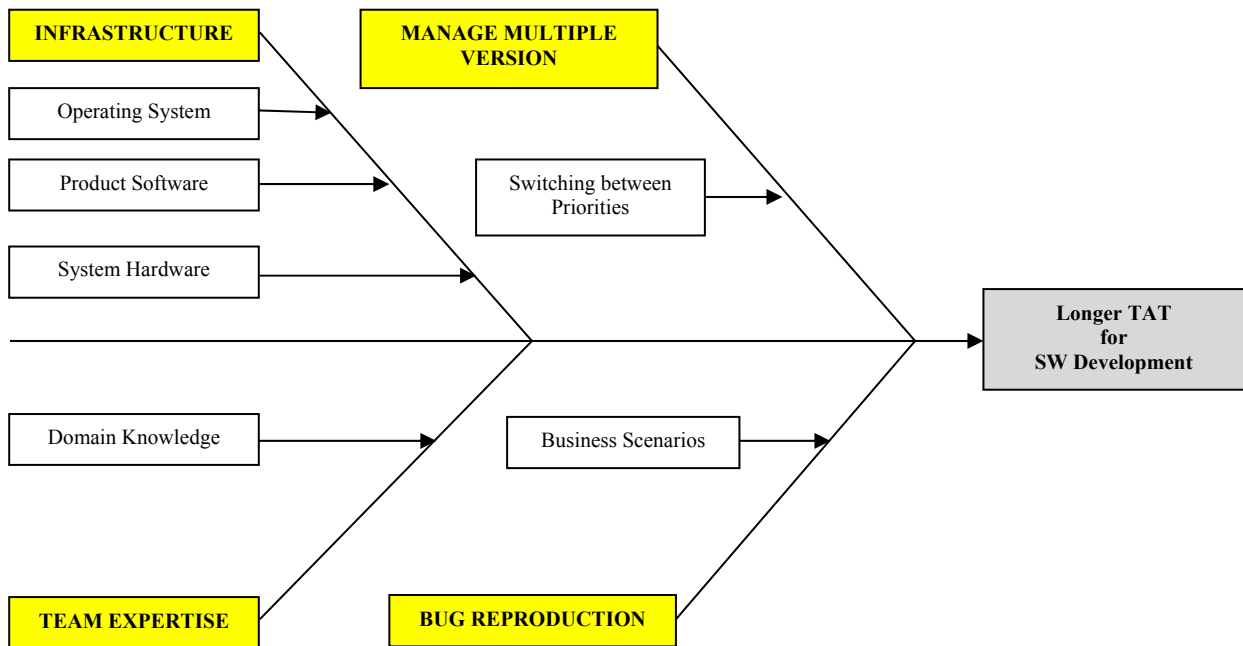 INFRASTRUCTURE
MANAGE MULTIPLE
VERSION
Operating System
Product Software
Switching between
Priorities
System Hardware
Longer TAT
for
SW Development
Domain Knowledge
Business Scenarios
TEAM EXPERTISE
BUG REPRODUCTION